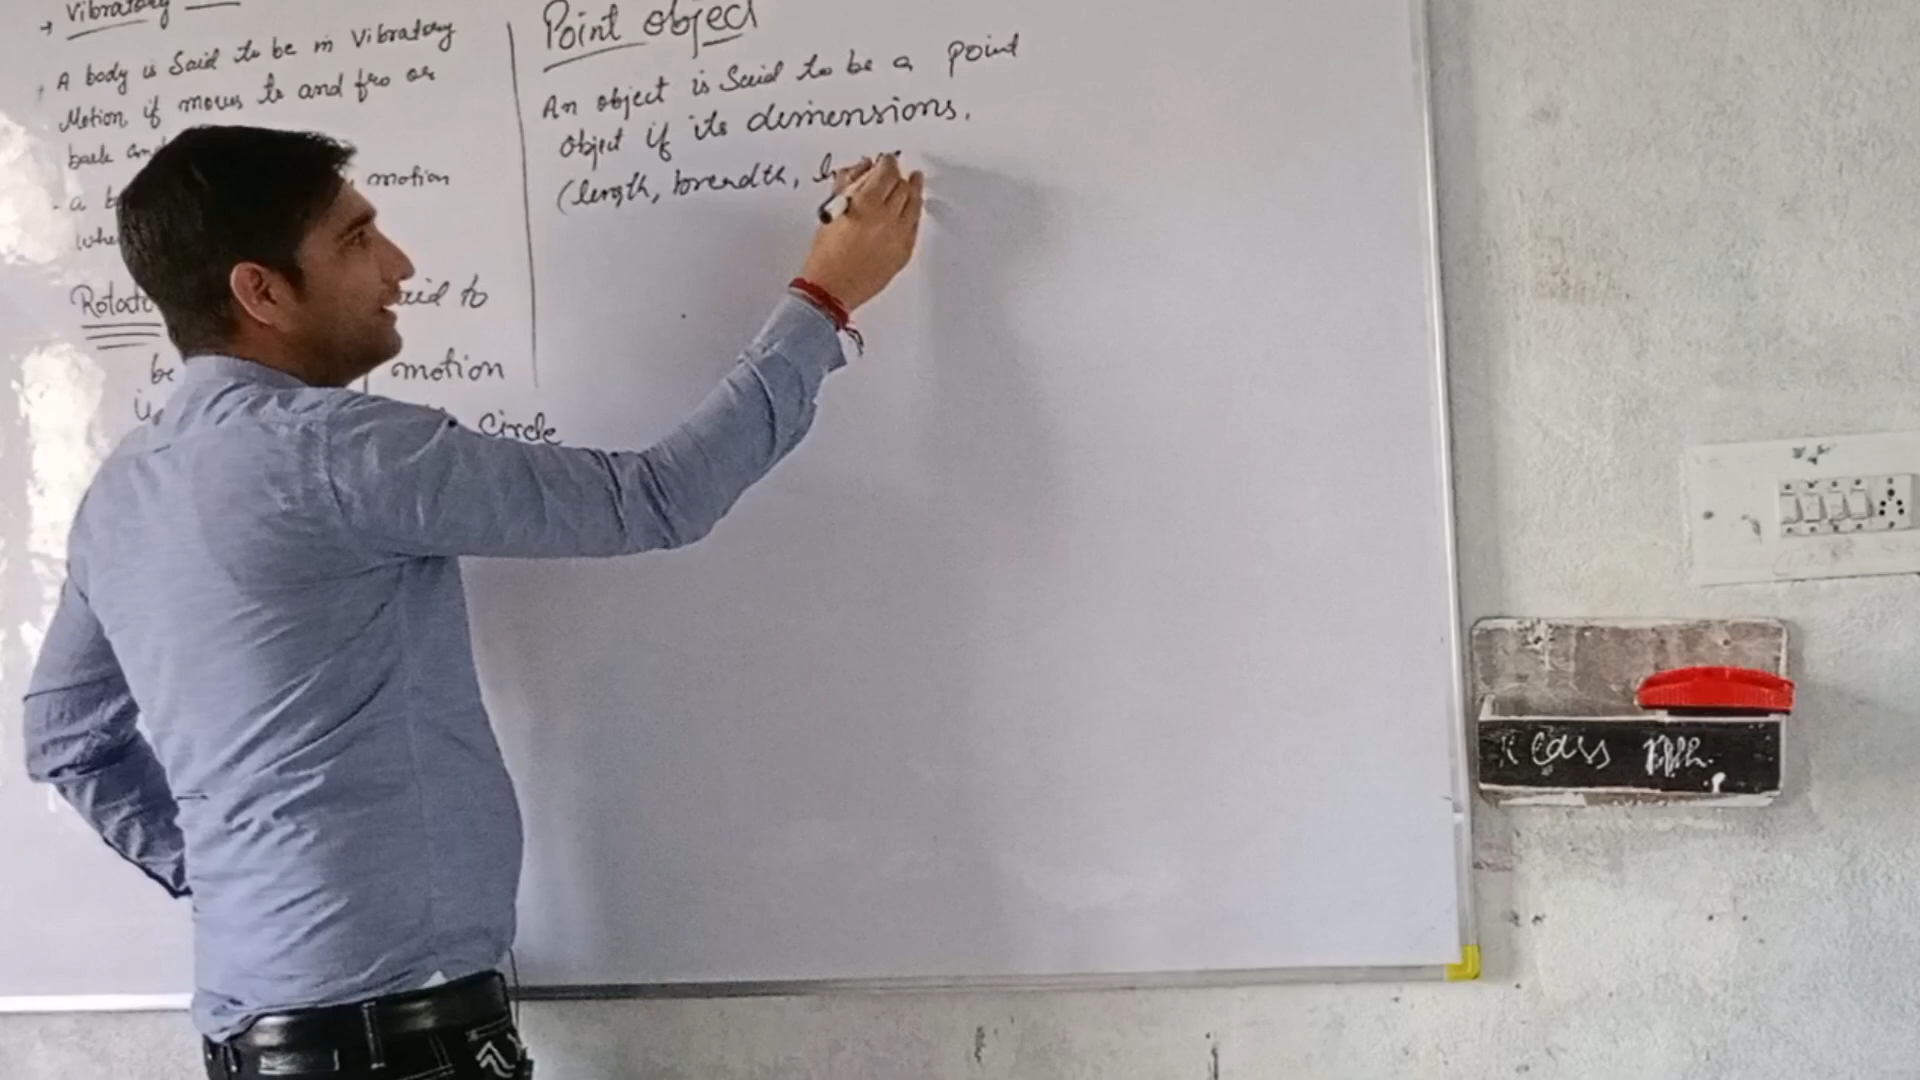 → Vibratory
A body is Said to be in Vibratory
Motion if moves to and fro or
back and
- a b motion
whe
Rotat aid to
be motion
circle
Point object
An object is Said to be a point
object if its dimensions,
(length, breadth, h
class